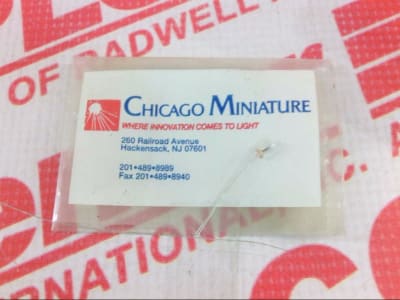 OF RADWELL
CHICAGO MINIATURE
WHERE INNOVATION COMES TO LIGHT
260 Railroad Avenue
Hackensack, NJ 07601
201•489•8989
Fax 201•489•8940